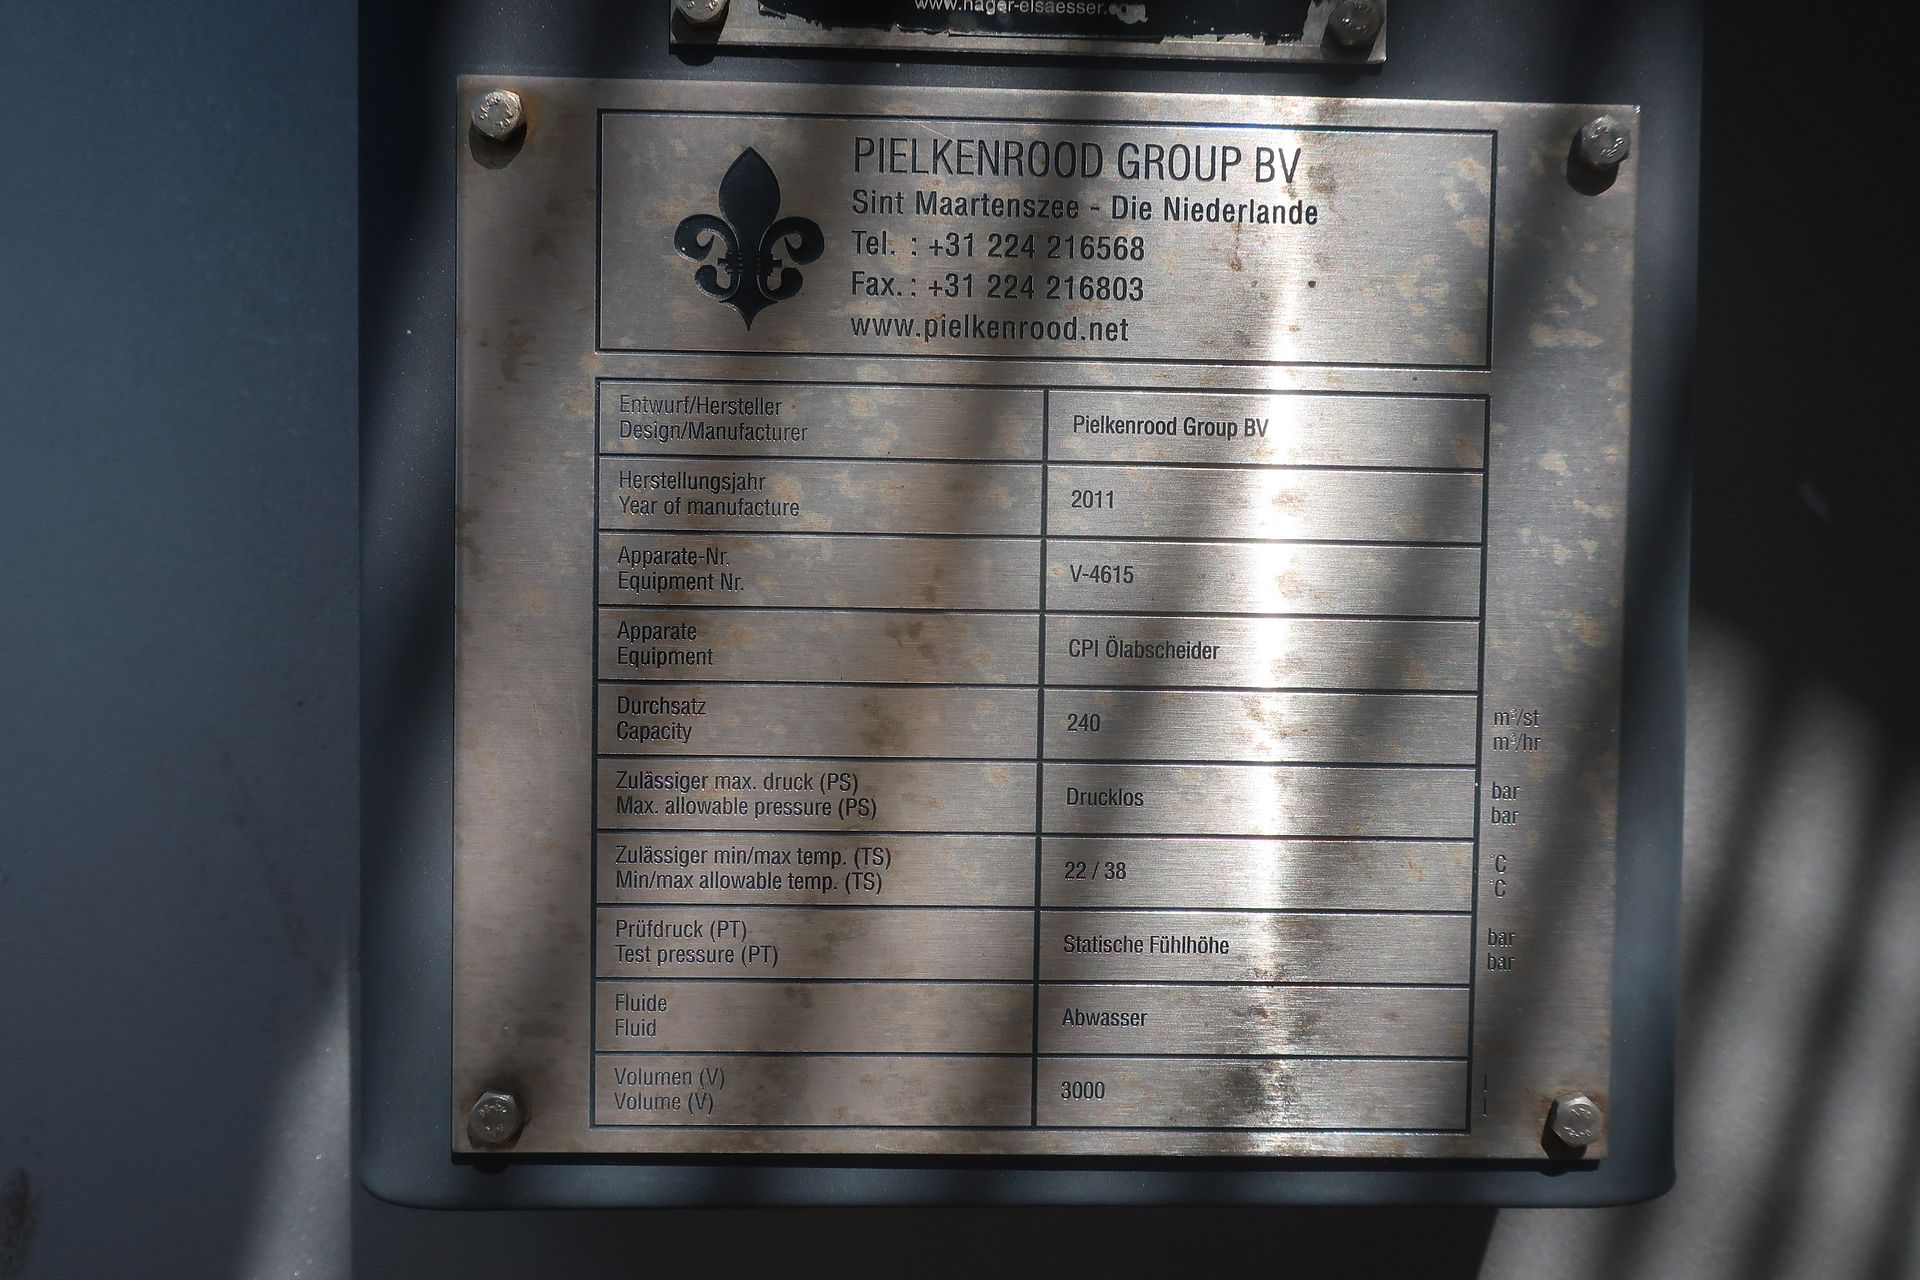 www.hager-elsaesser.com
PIELKENROOD GROUP BV
Sint Maartenszee - Die Niederlande
Tel. : +31 224 216568
Fax. : +31 224 216803
www.pielkenrood.net
Entwurf/Hersteller
Design/Manufacturer
Pielkenrood Group BV
Herstellungsjahr
Year of manufacture
2011
Apparate-Nr.
Equipment Nr.
V-4615
Apparate
Equipment
CPI Ölabscheider
Durchsatz
Capacity
240
m³/st
m³/hr
Zulässiger max. druck (PS)
Max. allowable pressure (PS)
Drucklos
bar
bar
Zulässiger min/max temp. (TS)
Min/max allowable temp. (TS)
22 / 38
°C
°C
Prüfdruck (PT)
Test pressure (PT)
Statische Fühlhöhe
bar
bar
Fluide
Fluid
Abwasser
Volumen (V)
Volume (V)
3000
l
l